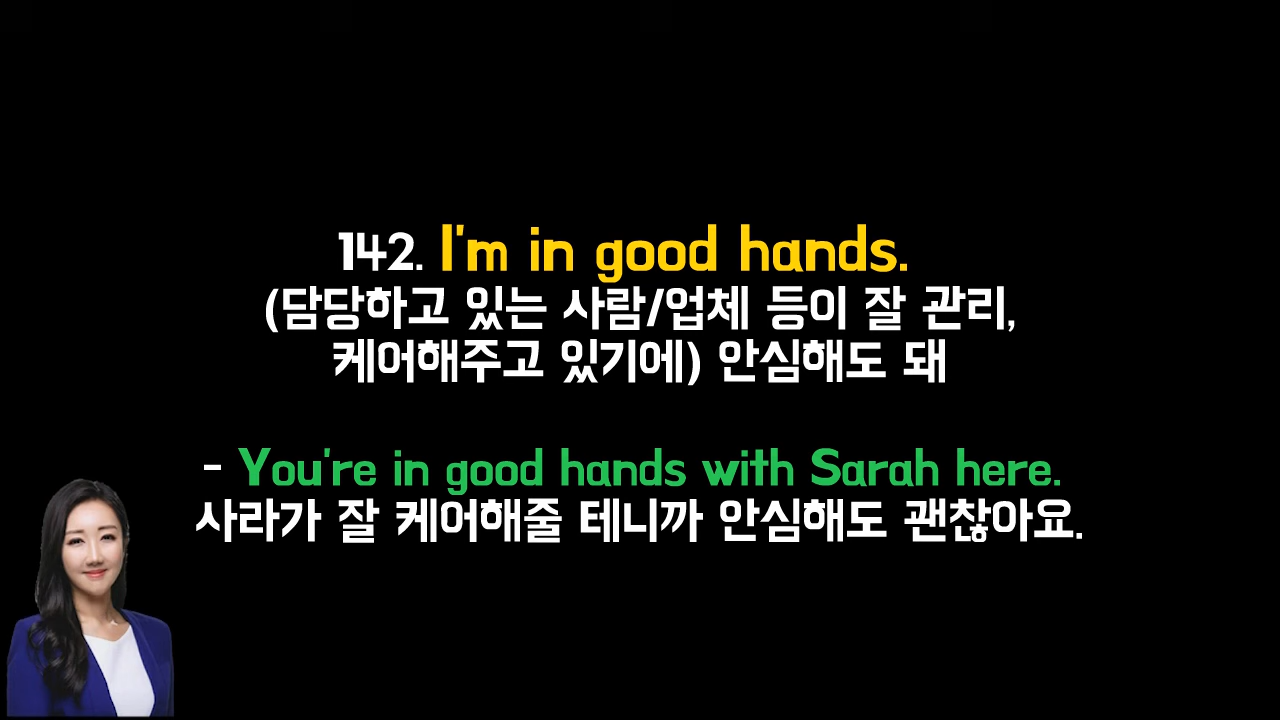 142. I'm in good hands.
(담당하고 있는 사람/업체 등이 잘 관리,
케어해주고 있기에) 안심해도 돼
- You're in good hands with Sarah here.
사라가 잘 케어해줄 테니까 안심해도 괜찮아요.